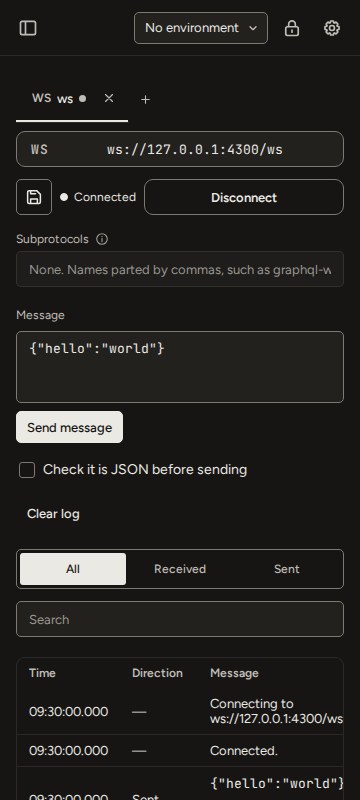 No environment
WS ws
WS ws://127.0.0.1:4300/ws
Connected Disconnect
Subprotocols
None. Names parted by commas, such as graphql-w
Message
{"hello":"world"}
Send message
Check it is JSON before sending
Clear log
All Received Sent
Search
Time Direction Message
09:30:00.000 — Connecting to
ws://127.0.0.1:4300/ws
09:30:00.000 — Connected.
09:30:00.000 Sent {"hello":"world"}